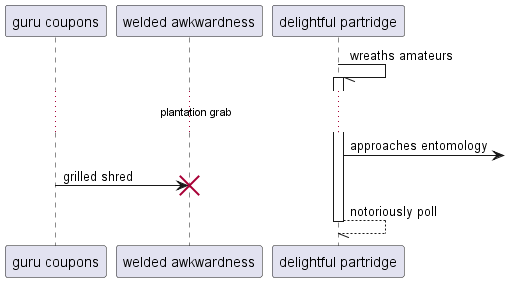 guru coupons
welded awkwardness
delightful partridge
wreaths amateurs
plantation grab
approaches entomology
grilled shred
notoriously poll
guru coupons
welded awkwardness
delightful partridge